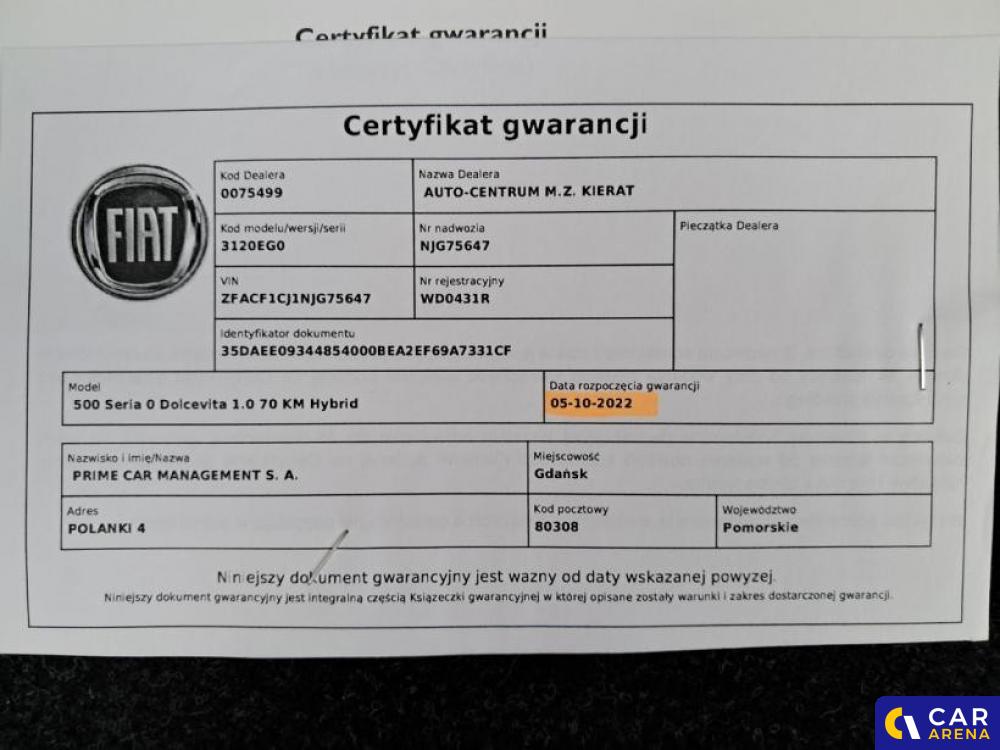 Certyfikat gwarancji
Certyfikat gwarancji
FIAT
Kod Dealera
0075499
Nazwa Dealera
AUTO-CENTRUM M.Z. KIERAT
Kod modelu/wersji/serii
3120EG0
Nr nadwozia
NJG75647
Pieczątka Dealera
VIN
ZFACF1CJ1NJG75647
Nr rejestracyjny
WD0431R
Identyfikator dokumentu
35DAEE09344854000BEA2EF69A7331CF
Model
500 Seria 0 Dolcevita 1.0 70 KM Hybrid
Data rozpoczęcia gwarancji
05-10-2022
Nazwisko i imię/Nazwa
PRIME CAR MANAGEMENT S. A.
Miejscowość
Gdańsk
Adres
POLANKI 4
Kod pocztowy
80308
Województwo
Pomorskie
Niniejszy dokument gwarancyjny jest wazny od daty wskazanej powyzej.
Niniejszy dokument gwarancyjny jest integralną częścią Ksiązeczki gwarancyjnej w której opisane zostały warunki i zakres dostarczonej gwarancji.
CAR
ARENA